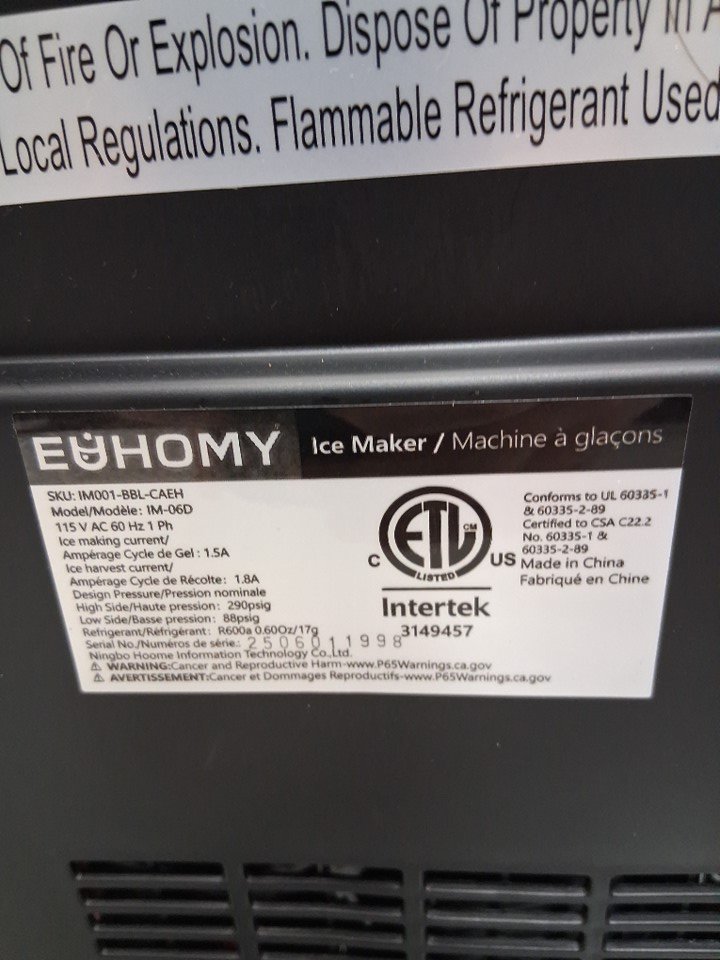 Of Fire Or Explosion. Dispose Of Property In
Local Regulations. Flammable Refrigerant Used
EUHOMY Ice Maker / Machine à glaçons
SKU: IM001-BBL-CAEH
Model/Modèle: IM-06D
115 V AC 60 Hz 1 Ph
Ice making current/
Ampérage Cycle de Gel : 1.5A
Ice harvest current/
Ampérage Cycle de Récolte: 1.8A
Design Pressure/Pression nominale
High Side/Haute pression: 290psig
Low Side/Basse pression: 88psig
Refrigerant/Réfrigérant: R600a 0.60Oz/17g
Serial No./Numéros de série.: 2506011998
Ningbo Hoome Information Technology Co.,Ltd.
WARNING:Cancer and Reproductive Harm-www.P65Warnings.ca.gov
AVERTISSEMENT:Cancer et Dommages Reproductifs-www.P65Warnings.ca.gov
ETL CM
LISTED
C US
Intertek
3149457
Conforms to UL 60335-1
& 60335-2-89
Certified to CSA C22.2
No. 60335-1 &
60335-2-89
Made in China
Fabriqué en Chine